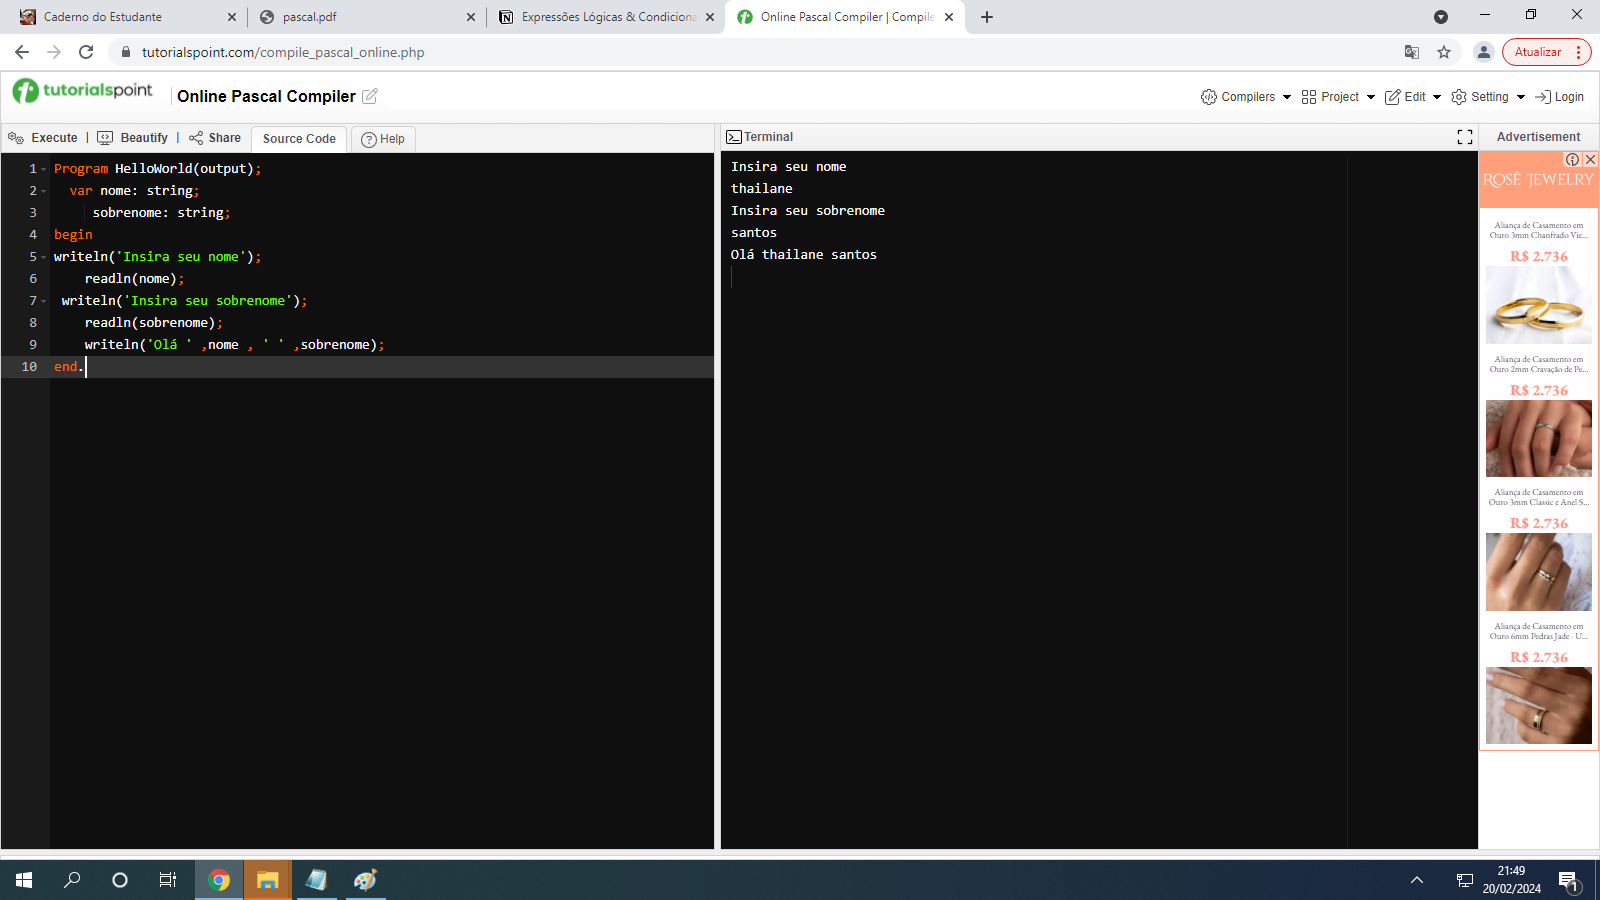 Caderno do Estudante
pascal.pdf
Expressões Lógicas & Condiciona
Online Pascal Compiler | Compile
tutorialspoint.com/compile_pascal_online.php
Atualizar
tutorialspoint
Online Pascal Compiler
Compilers
Project
Edit
Setting
Login
Execute | Beautify | Share
Source Code
Help
Terminal
Advertisement
1 Program HelloWorld(output);
2 var nome: string;
3 sobrenome: string;
4 begin
5 writeln('Insira seu nome');
6 readln(nome);
7 writeln('Insira seu sobrenome');
8 readln(sobrenome);
9 writeln('Olá ' ,nome , ' ' ,sobrenome);
10 end.
Insira seu nome
thailane
Insira seu sobrenome
santos
Olá thailane santos
ROSÊ JEWELRY
Aliança de Casamento em
Ouro 3mm Chanfrado Vie...
R$ 2.736
Aliança de Casamento em
Ouro 2mm Cravação de Pe...
R$ 2.736
Aliança de Casamento em
Ouro 3mm Classic e Anel S...
R$ 2.736
Aliança de Casamento em
Ouro 6mm Pedras Jade - U...
R$ 2.736
21:49
20/02/2024
1